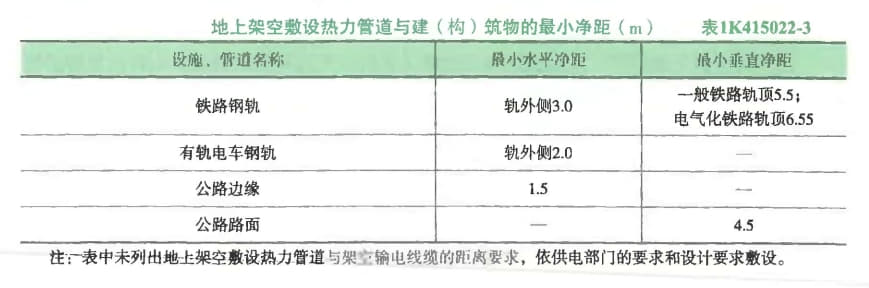 地上架空敷设热力管道与建（构）筑物的最小净距（m） 表1K415022-3
设施、管道名称 最小水平净距 最小垂直净距
铁路钢轨 轨外侧3.0 一般铁路轨顶5.5；
电气化铁路轨顶6.55
有轨电车钢轨 轨外侧2.0 —
公路边缘 1.5 —
公路路面 — 4.5
注：表中未列出地上架空敷设热力管道与架空输电线缆的距离要求，依供电部门的要求和设计要求敷设。